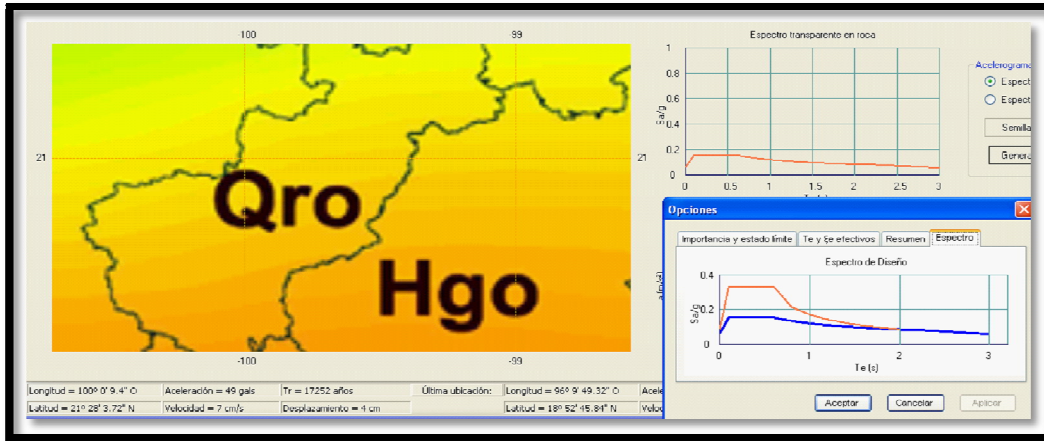 -100
-99
21
21
Qro
Hgo
-100
-99
Espectro transparente en roca
1
0.8
0.6
0.4
0.2
0
Sa/g
0
0.5
1
1.5
2
2.5
3
Acelerograma
Espect
Espect
Semilla
Genera
Opciones
Importancia y estado límite
Te y ξe efectivos
Resumen
Espectro
Espectro de Diseño
0.4
0.2
0
Sa/g
0
1
2
3
Te (s)
Aceptar
Cancelar
Aplicar
Longitud = 100º 0' 9.4" O
Aceleración = 49 gals
Tr = 17252 años
Última ubicación:
Longitud = 96º 9' 49.32" O
Acele
Latitud = 21º 28' 3.72" N
Velocidad = 7 cm/s
Desplazamiento = 4 cm
Latitud = 18º 52' 45.84" N
Veloc